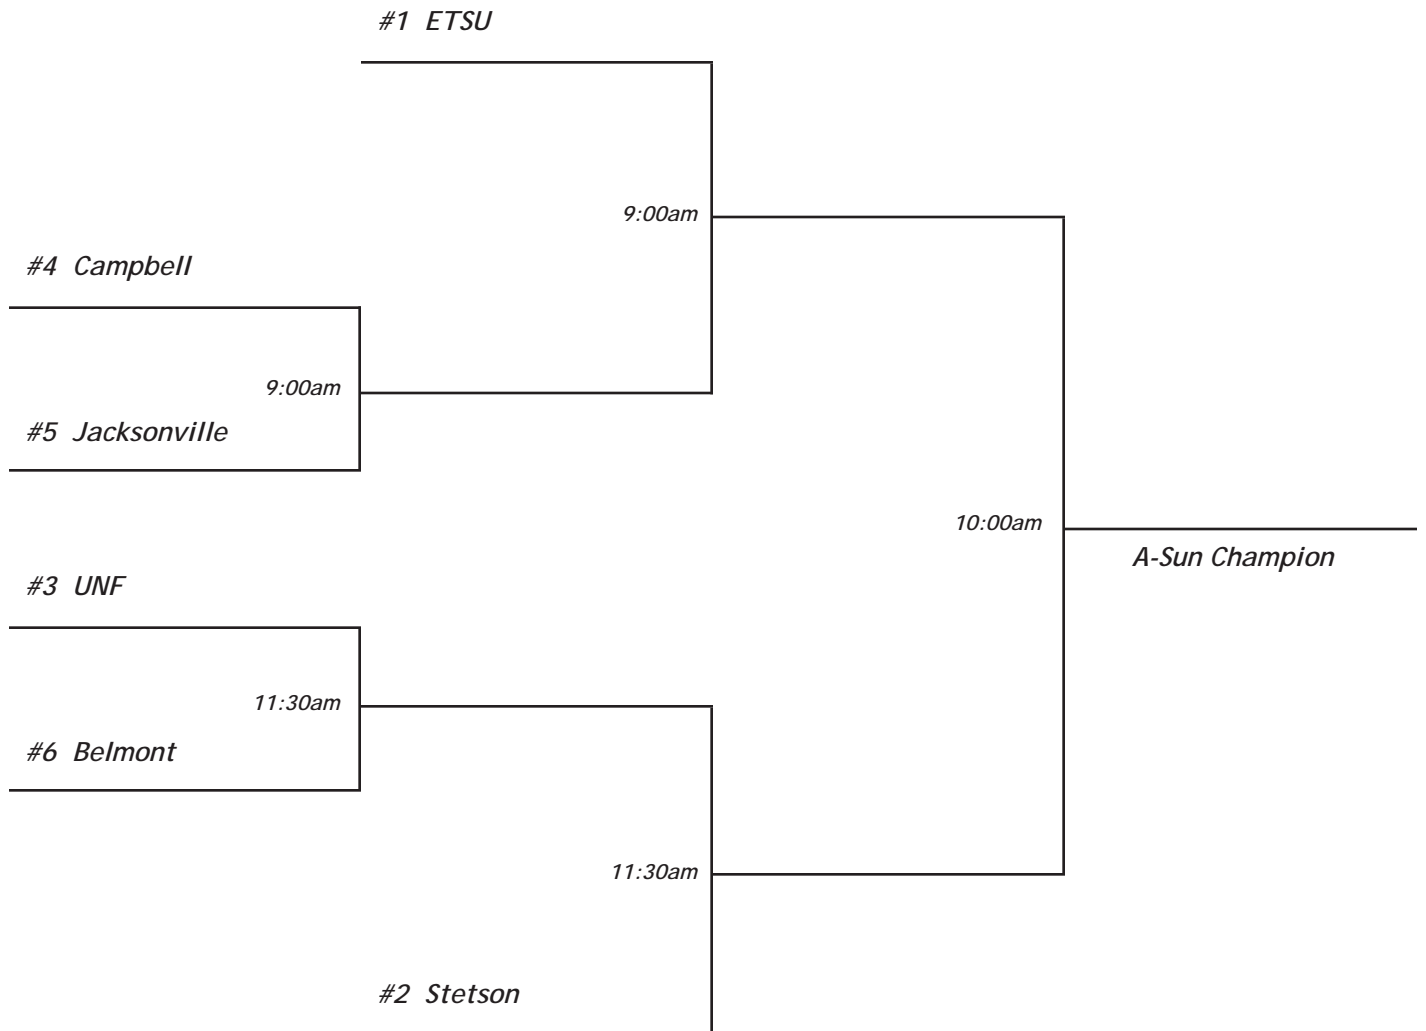 #1 ETSU
9:00am
#4 Campbell
9:00am
#5 Jacksonville
10:00am
A-Sun Champion
#3 UNF
11:30am
#6 Belmont
11:30am
#2 Stetson